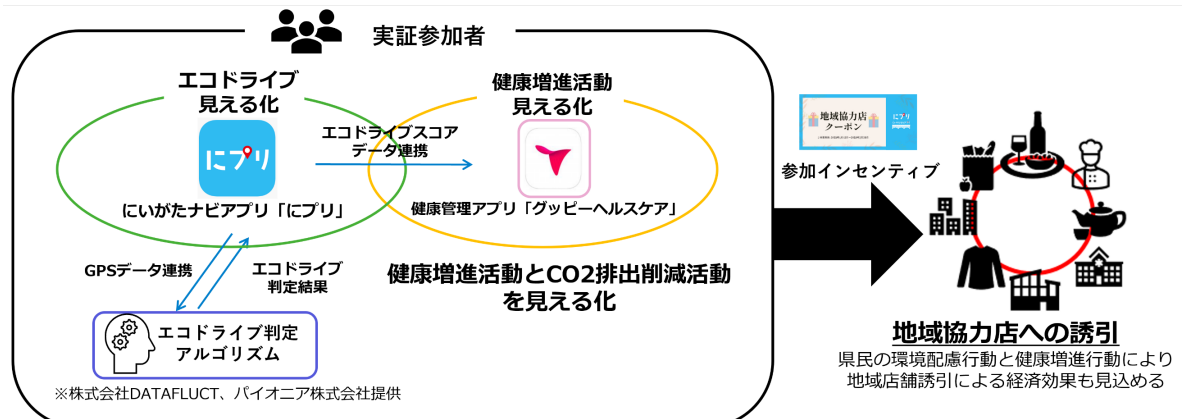 実証参加者
エコドライブ
見える化
にプリ
にいがたナビアプリ「にプリ」
エコドライブスコア
データ連携
健康増進活動
見える化
健康管理アプリ「グッピーヘルスケア」
GPSデータ連携
エコドライブ
判定結果
エコドライブ判定
アルゴリズム
※株式会社DATAFLUCT、パイオニア株式会社提供
健康増進活動とCO2排出削減活動
を見える化
地域協力店
クーポン
にプリ
参加インセンティブ
地域協力店への誘引
県民の環境配慮行動と健康増進行動により
地域店舗誘引による経済効果も見込める